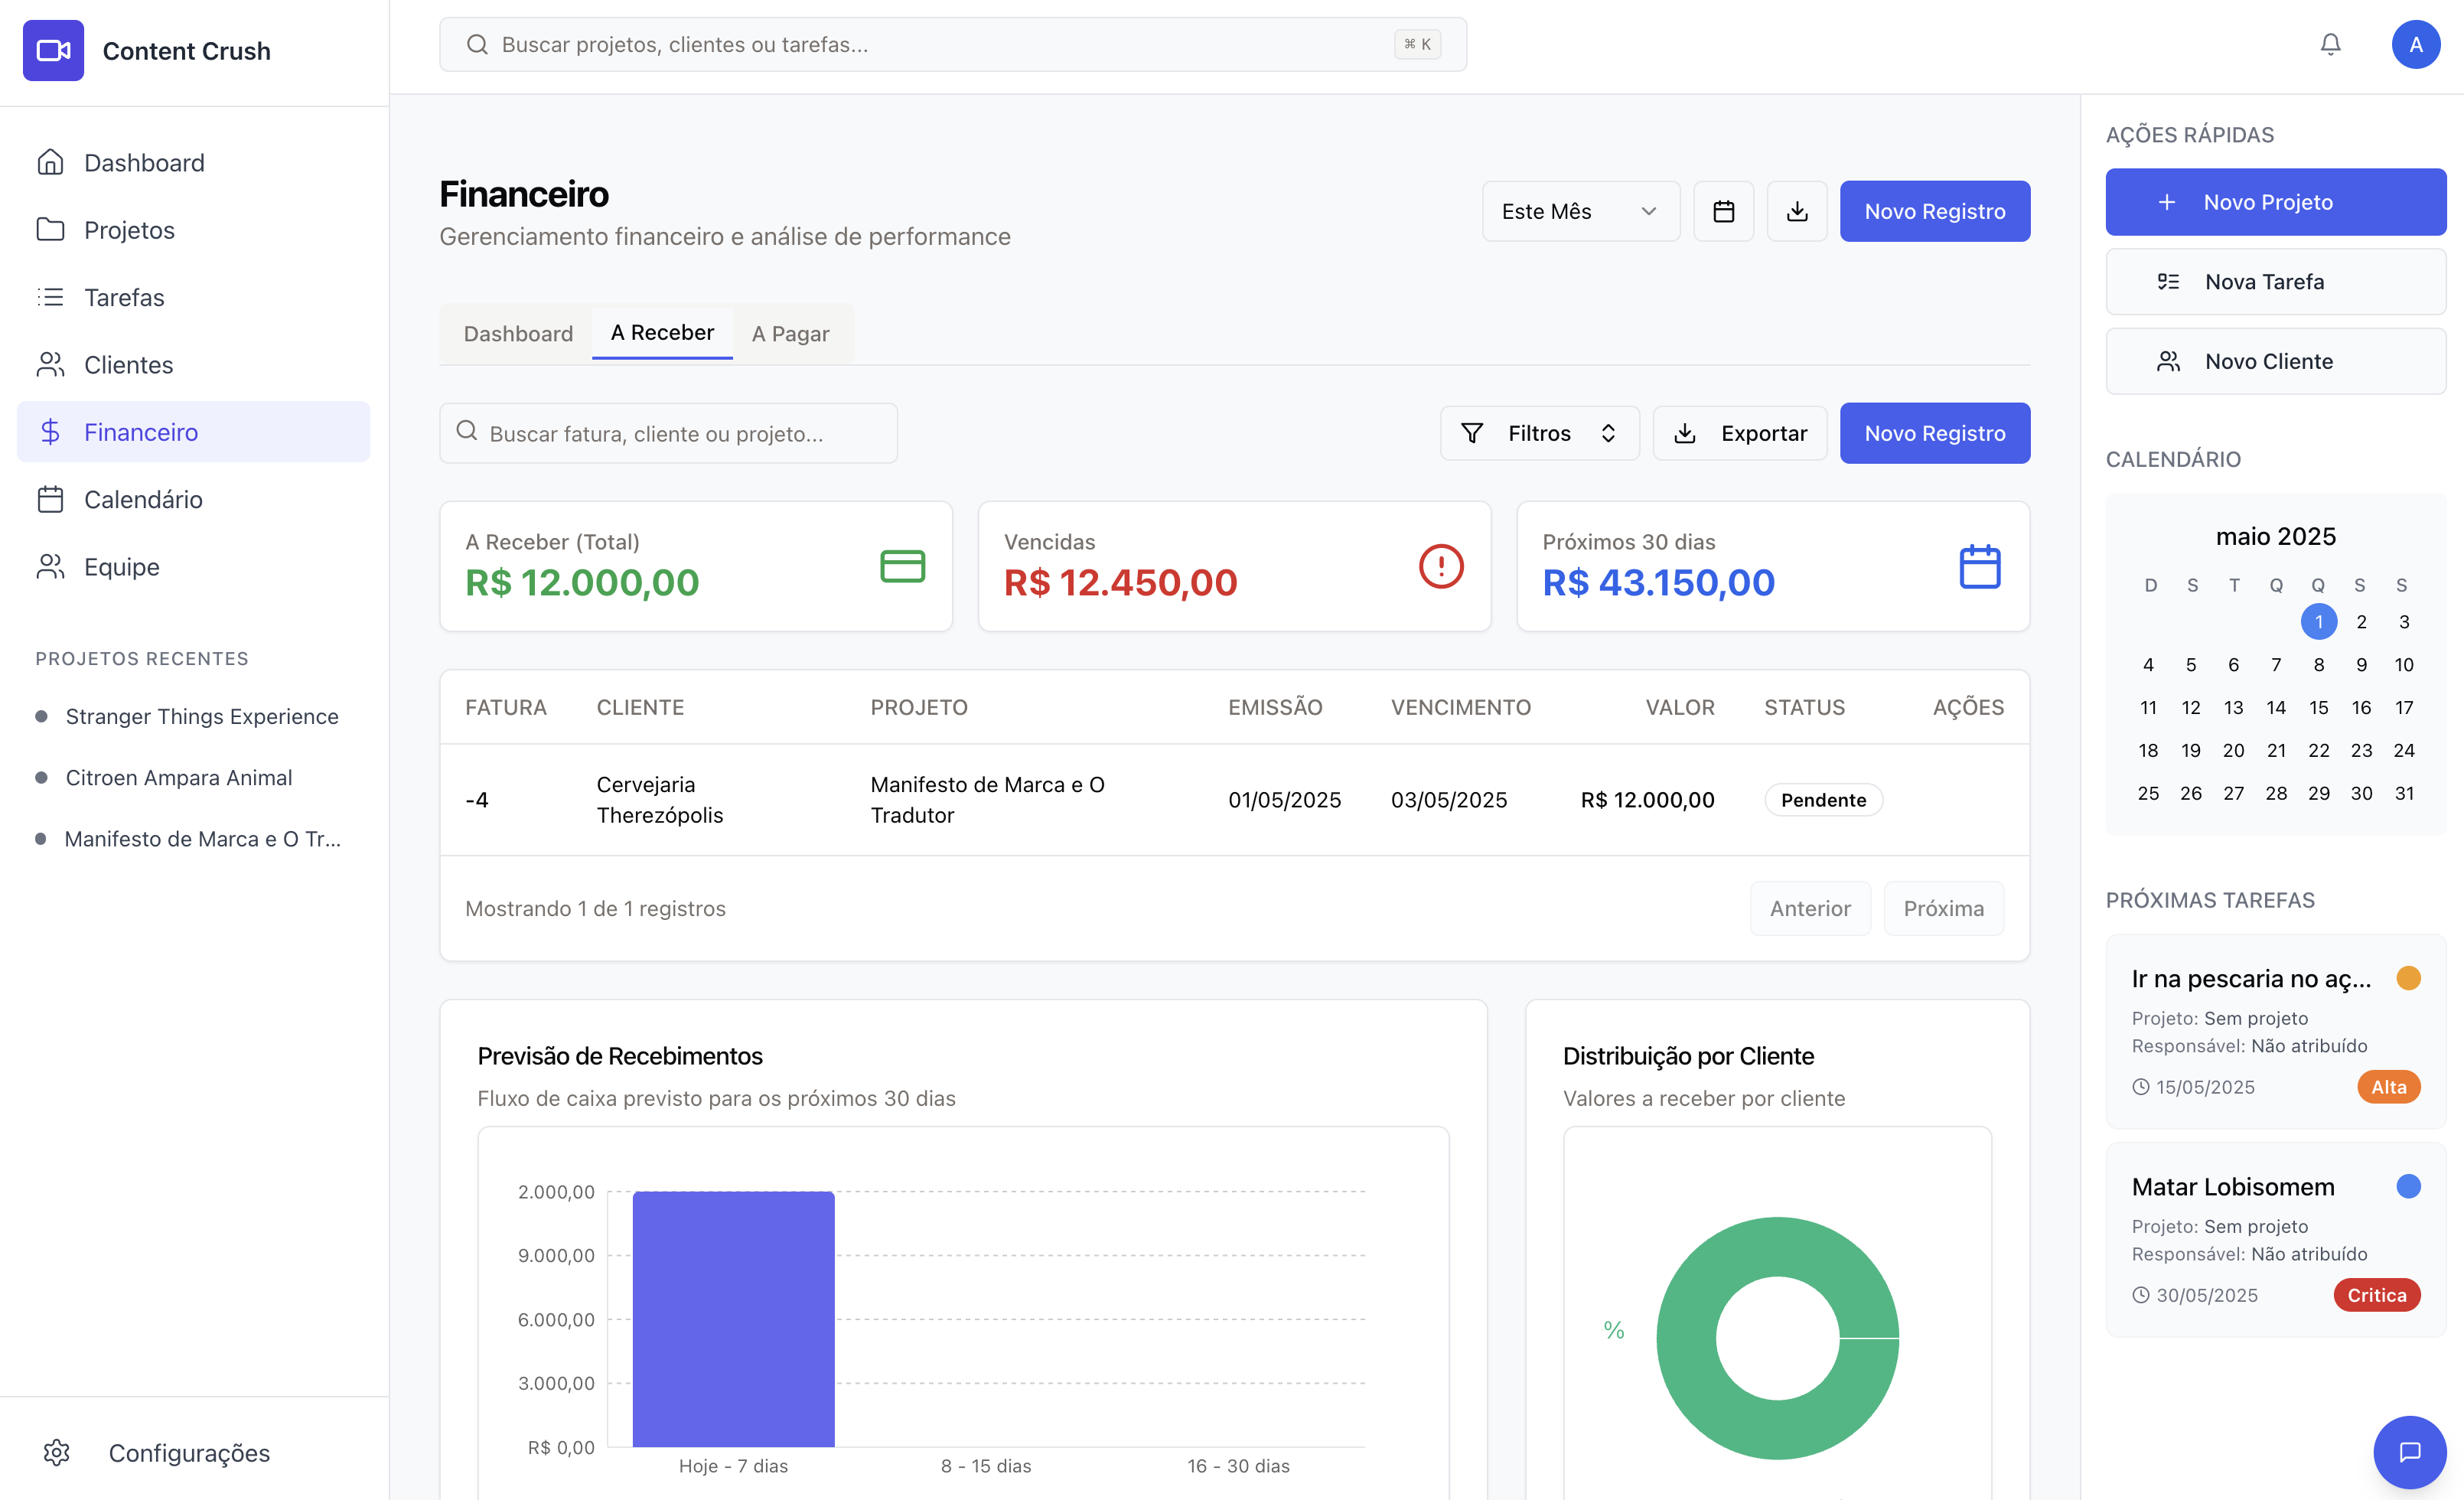 Content Crush
Buscar projetos, clientes ou tarefas...
⌘ K
A
Dashboard
Projetos
Tarefas
Clientes
Financeiro
Calendário
Equipe
PROJETOS RECENTES
Stranger Things Experience
Citroen Ampara Animal
Manifesto de Marca e O Tr...
Configurações
Financeiro
Gerenciamento financeiro e análise de performance
Este Mês
Novo Registro
Dashboard
A Receber
A Pagar
Buscar fatura, cliente ou projeto...
Filtros
Exportar
Novo Registro
A Receber (Total)
R$ 12.000,00
Vencidas
R$ 12.450,00
Próximos 30 dias
R$ 43.150,00
FATURA CLIENTE PROJETO EMISSÃO VENCIMENTO VALOR STATUS AÇÕES
-4
Cervejaria
Therezópolis
Manifesto de Marca e O
Tradutor
01/05/2025
03/05/2025
R$ 12.000,00
Pendente
Mostrando 1 de 1 registros
Anterior
Próxima
Previsão de Recebimentos
Fluxo de caixa previsto para os próximos 30 dias
2.000,00
9.000,00
6.000,00
3.000,00
R$ 0,00
Hoje - 7 dias
8 - 15 dias
16 - 30 dias
Distribuição por Cliente
Valores a receber por cliente
%
AÇÕES RÁPIDAS
Novo Projeto
Nova Tarefa
Novo Cliente
CALENDÁRIO
maio 2025
D S T Q Q S S
1 2 3
4 5 6 7 8 9 10
11 12 13 14 15 16 17
18 19 20 21 22 23 24
25 26 27 28 29 30 31
PRÓXIMAS TAREFAS
Ir na pescaria no aç...
Projeto: Sem projeto
Responsável: Não atribuído
15/05/2025
Alta
Matar Lobisomem
Projeto: Sem projeto
Responsável: Não atribuído
30/05/2025
Critica